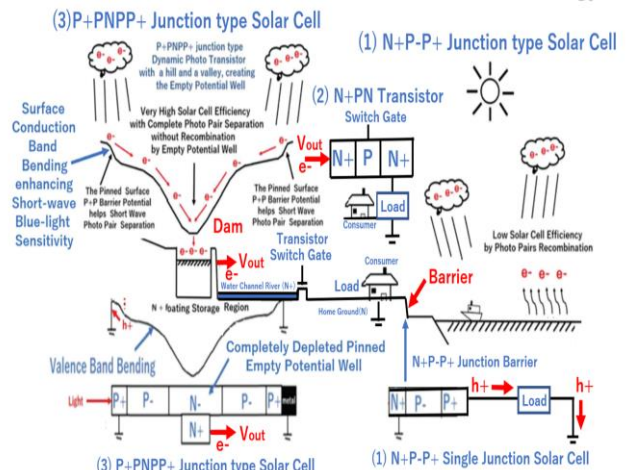 (3)P+PNPP+ Junction type Solar Cell
(1) N+P-P+ Junction type Solar Cell
e- e-
e-
e- e-
e-
P+PNPP+ junction type
Dynamic Photo Transistor
with a hill and a valley, creating
the Empty Potential Well
Very High Solar Cell Efficiency
with Complete Photo Pair Separation
without Recombination
by Empty Potential Well
Surface
Conduction
Band
Bending
enhancing
Short-wave
Blue-light
Sensitivity
e-
e-
e-
e-
e-
e-
e-
e-
The Pinned Surface
P+P Barrier Potential
helps Short Wave
Photo Pair Separation
The Pinned Surface
P+P Barrier Potential
helps Short Wave
Photo Pair Separation
(2) N+PN Transistor
Switch Gate
Vout
e-
N+ P N+
Consumer
Load
e- e-
e-
Low Solar Cell Efficiency
by Photo Pairs Recombination
e- e- e-
Dam
e-e-e-
Vout
e-
Transistor
Switch Gate
Water Channel River (N+)
N+ floating Storage Region
Consumer
Load
Home Ground(N)
Barrier
h+
Valence Band Bending
Completely Depleted Pinned
Empty Potential Well
N+P-P+ Junction Barrier
Light
P+ P- N- P- P+ metal
N+
e-
Vout
N+ P- P+
h+
Load
h+
(3) P+PNPP+ Junction type Solar Cell
(1) N+P-P+ Single Junction Solar Cell